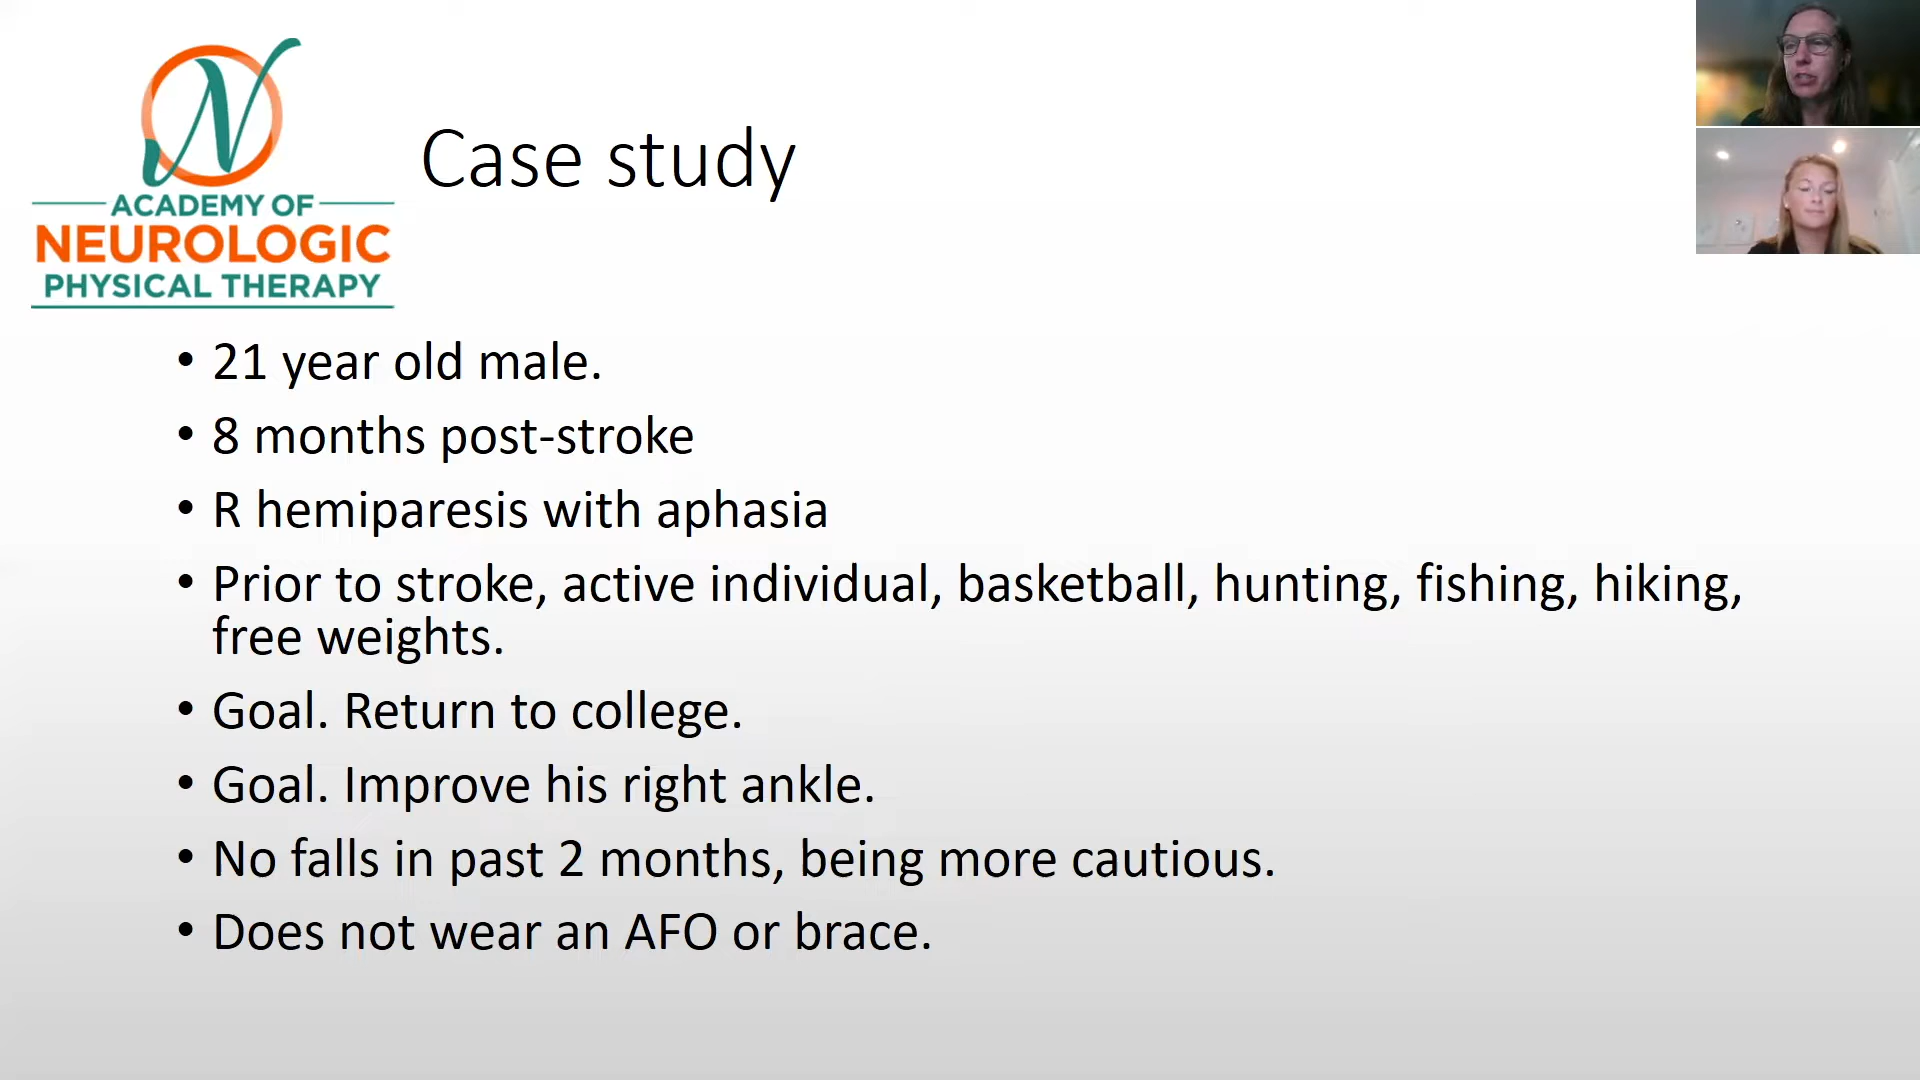 N
ACADEMY OF
NEUROLOGIC
PHYSICAL THERAPY
Case study
• 21 year old male.
• 8 months post-stroke
• R hemiparesis with aphasia
• Prior to stroke, active individual, basketball, hunting, fishing, hiking,
free weights.
• Goal. Return to college.
• Goal. Improve his right ankle.
• No falls in past 2 months, being more cautious.
• Does not wear an AFO or brace.